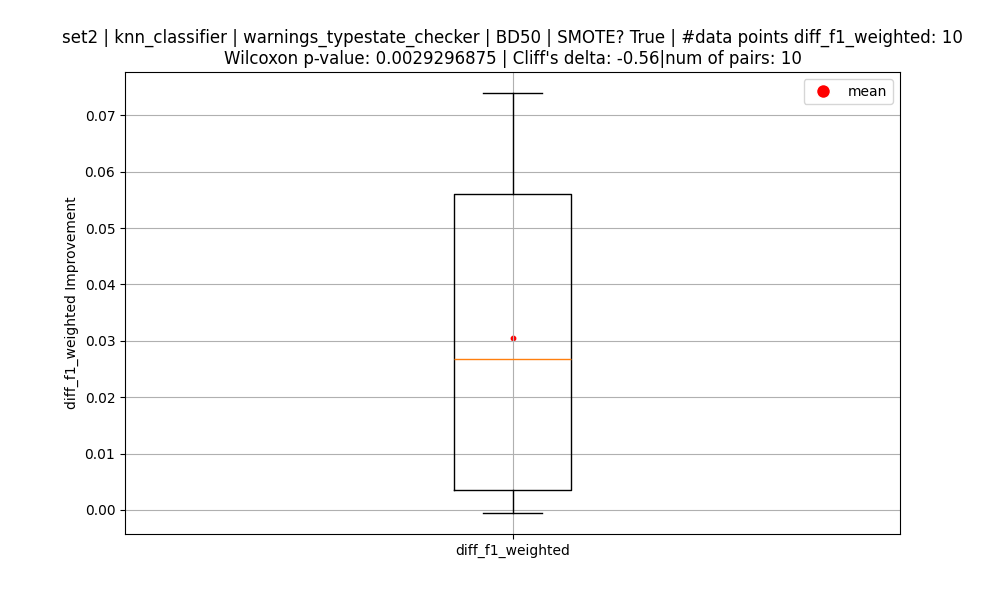 set2 | knn_classifier | warnings_typestate_checker | BD50 | SMOTE? True | #data points diff_f1_weighted: 10
Wilcoxon p-value: 0.0029296875 | Cliff's delta: -0.56|num of pairs: 10
mean
0.07
0.06
0.05
0.04
0.03
0.02
0.01
0.00
diff_f1_weighted Improvement
diff_f1_weighted